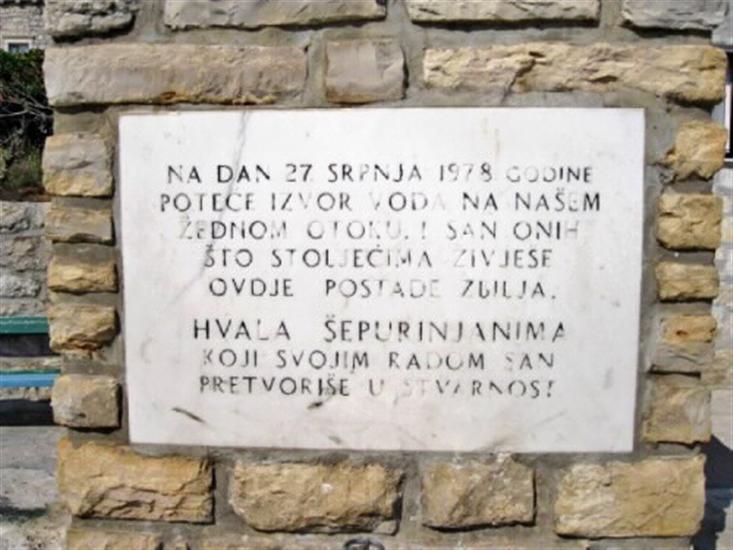 NA DAN 27. SRPNJA 1978 GODINE
POTEČE IZVOR VODA NA NAŠEM
ŽEDNOM OTOKU. I SAN ONIH
ŠTO STOLJEĆIMA ŽIVJEŠE
OVDJE POSTADE ZBILJA.
HVALA ŠEPURINJANIMA
KOJI SVOJIM RADOM SAN
PRETVORIŠE U STVARNOST